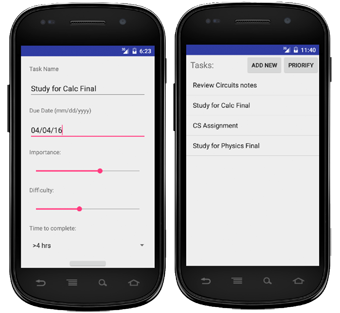 6:23
Task Name
Study for Calc Final
Due Date (mm/dd/yyyy)
04/04/16
Importance:
Difficulty:
Time to complete:
>4 hrs
11:40
Tasks:
ADD NEW
PRIORIFY
Review Circuits notes
Study for Calc Final
CS Assignment
Study for Physics Final